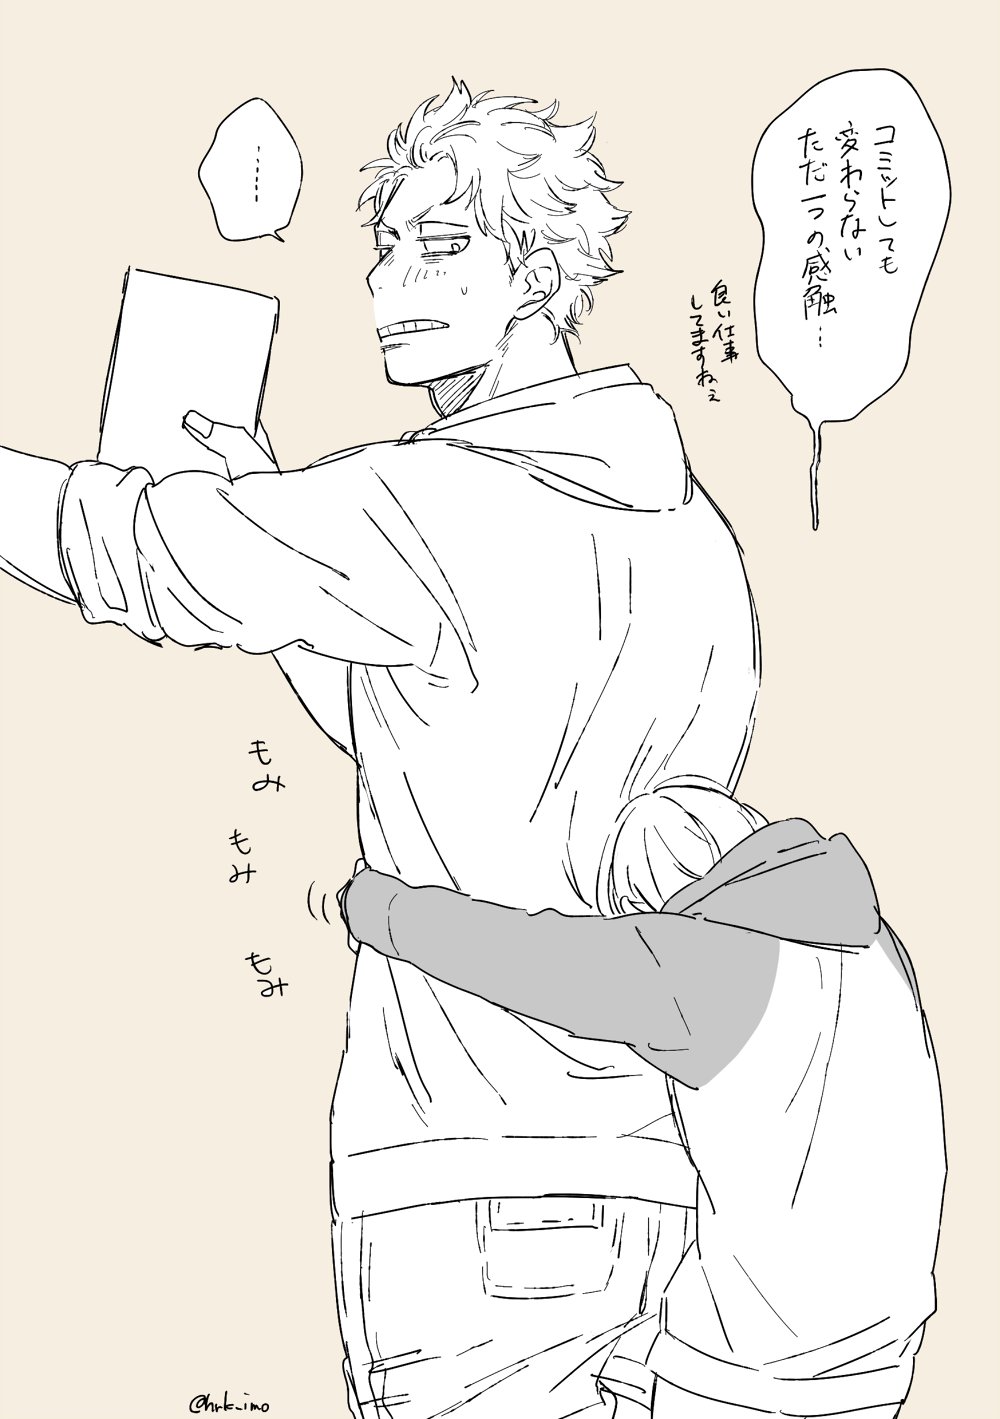 コミットしても
変わらない
ただ一つの感触…
良い仕事
してますねぇ
……
もみ
もみ
もみ
@hrk_imo